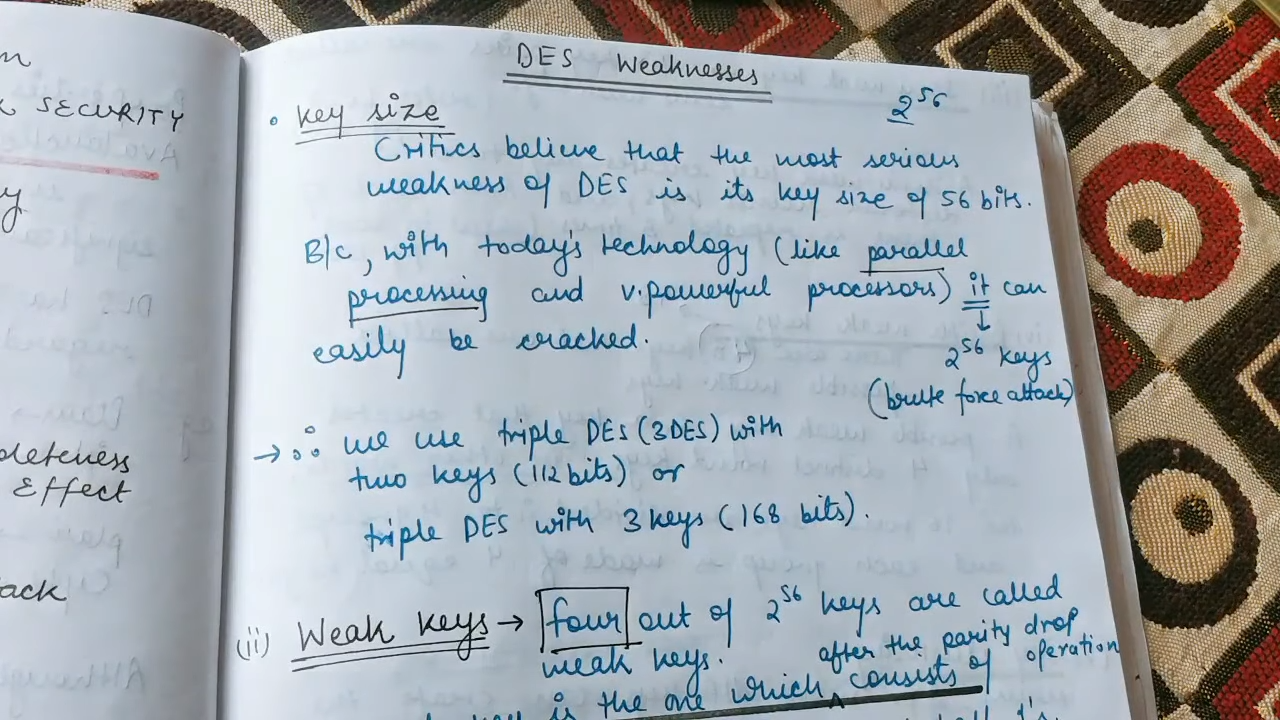 m
SECURITY
y
pleteness
Effect
ack
DES Weaknesses
• Key size
2^56
Critics believe that the most serious
weakness of DES is its key size of 56 bits.
B/c, with today's technology (like parallel
processing and v.powerful processors) it can
easily be cracked.
↓
2^56 keys
(brute force attack)
→ ∴ we use triple DES (3DES) with
two keys (112 bits) or
triple DES with 3 keys (168 bits).
(ii) Weak keys → four out of 2^56 keys are called
weak keys.
after the parity drop
operation
key is the one which ^ consists of
all 1's.